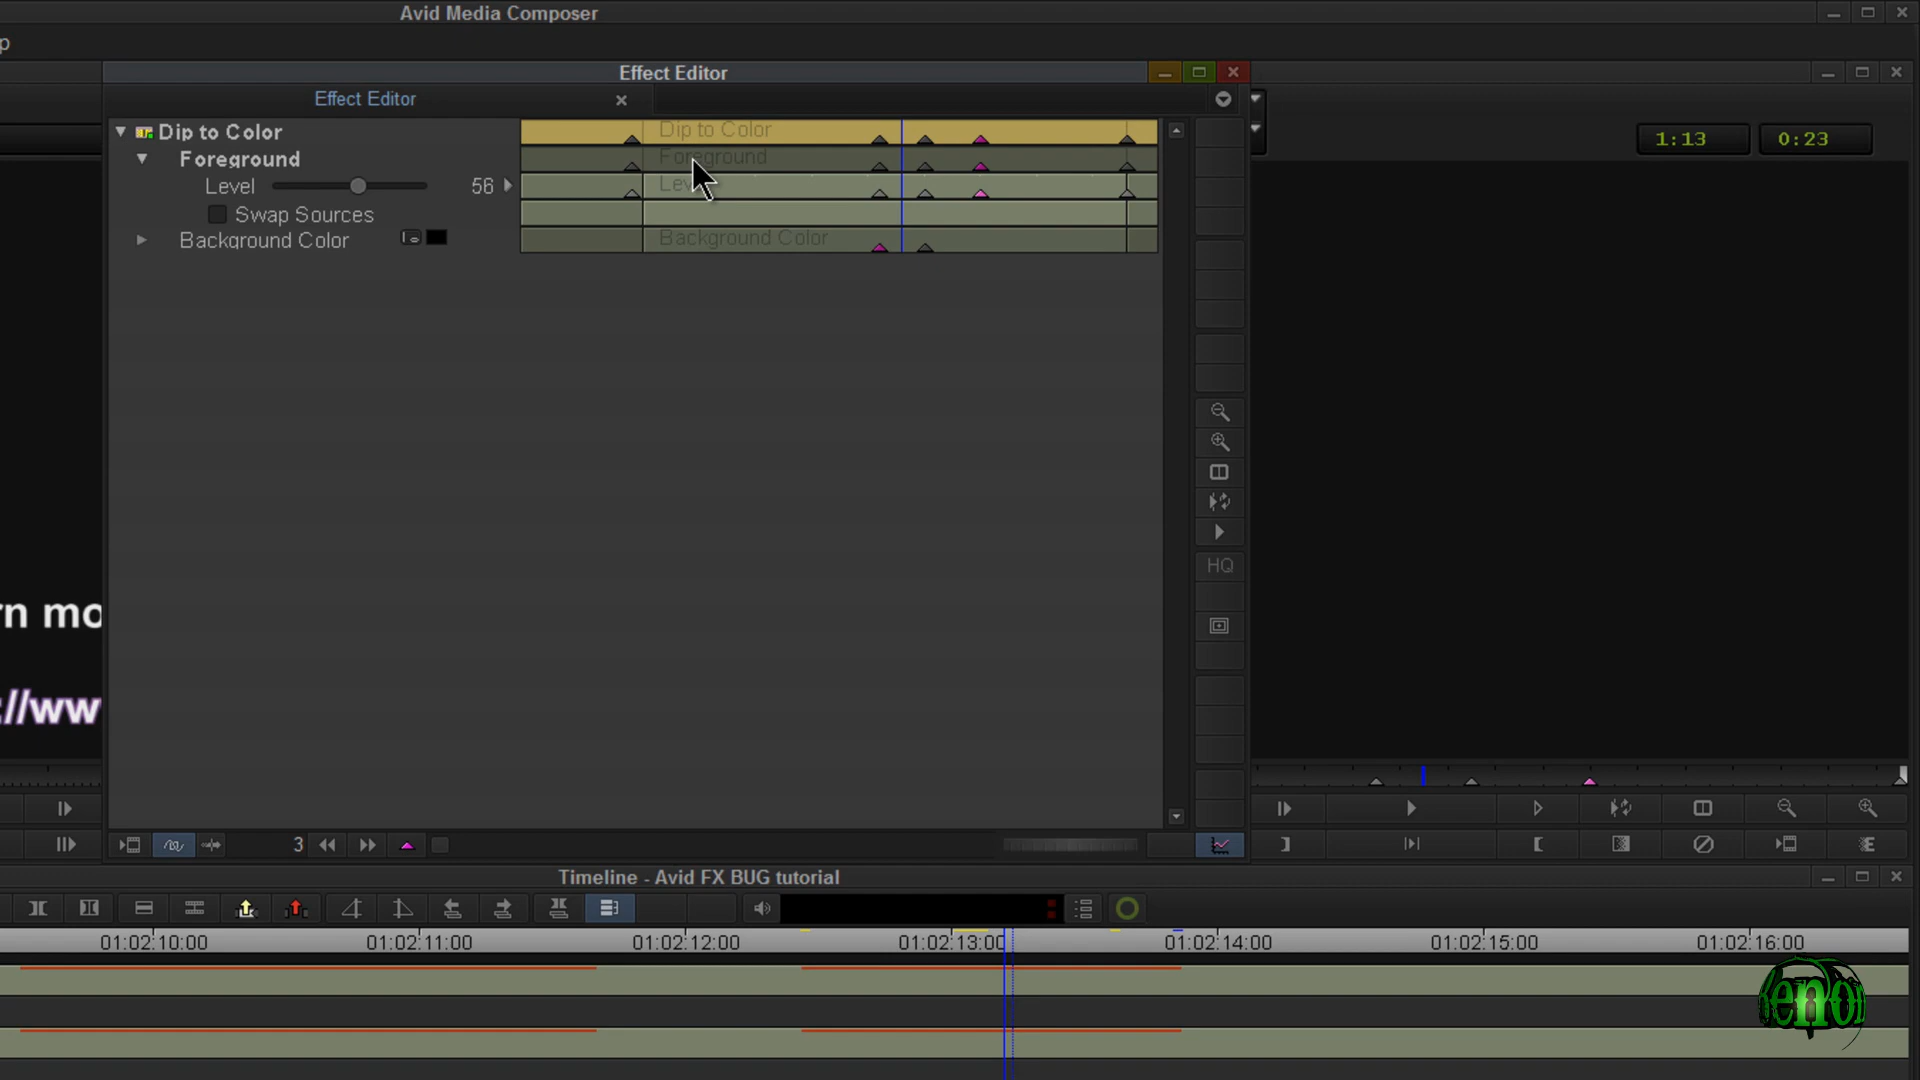 Avid Media Composer
p
Effect Editor
Effect Editor
Dip to Color
Dip to Color
Foreground
Foreground
Level
56
Swap Sources
Background Color
Background Color
1:13
0:23
HQ
rn mo
://ww
3
Timeline - Avid FX BUG tutorial
01:02:10:00
01:02:11:00
01:02:12:00
01:02:13:00
01:02:14:00
01:02:15:00
01:02:16:00